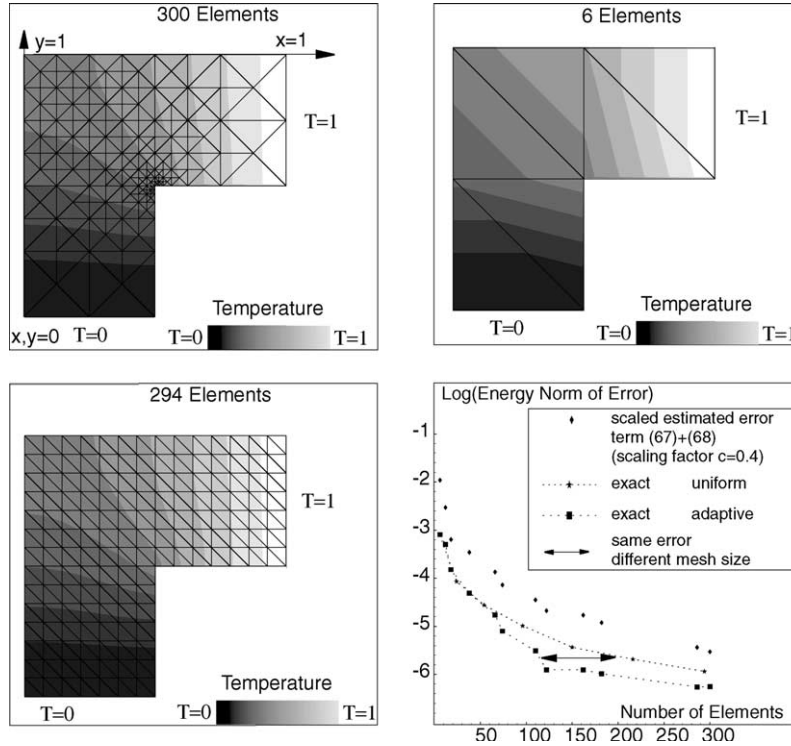 300 Elements
y=1
x=1
T=1
Temperature
x,y=0
T=0
T=0
T=1
6 Elements
T=1
Temperature
T=0
T=0
T=1
294 Elements
T=1
Temperature
T=0
T=0
T=1
Log(Energy Norm of Error)
scaled estimated error
term (67)+(68)
(scaling factor c=0.4)
exact uniform
exact adaptive
same error
different mesh size
-1
-2
-3
-4
-5
-6
Number of Elements
50 100 150 200 250 300